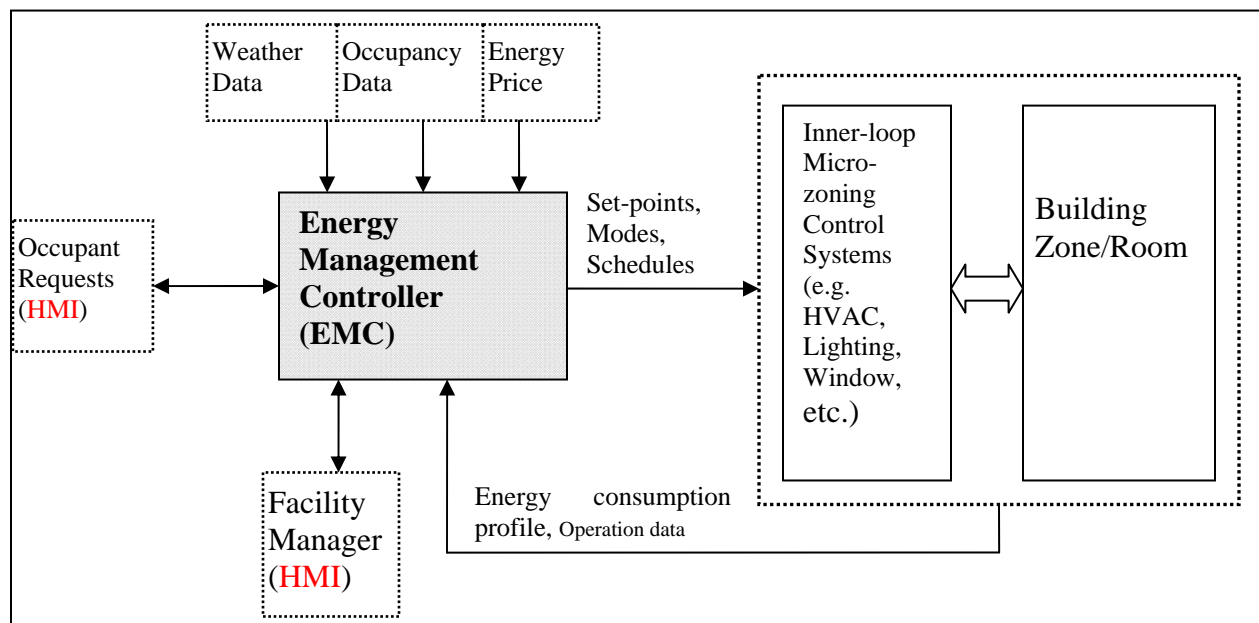 Weather
Data
Occupancy
Data
Energy
Price
Occupant
Requests
(HMI)
Energy
Management
Controller
(EMC)
Set-points,
Modes,
Schedules
Inner-loop
Micro-
zoning
Control
Systems
(e.g.
HVAC,
Lighting,
Window,
etc.)
Building
Zone/Room
Facility
Manager
(HMI)
Energy consumption
profile, Operation data